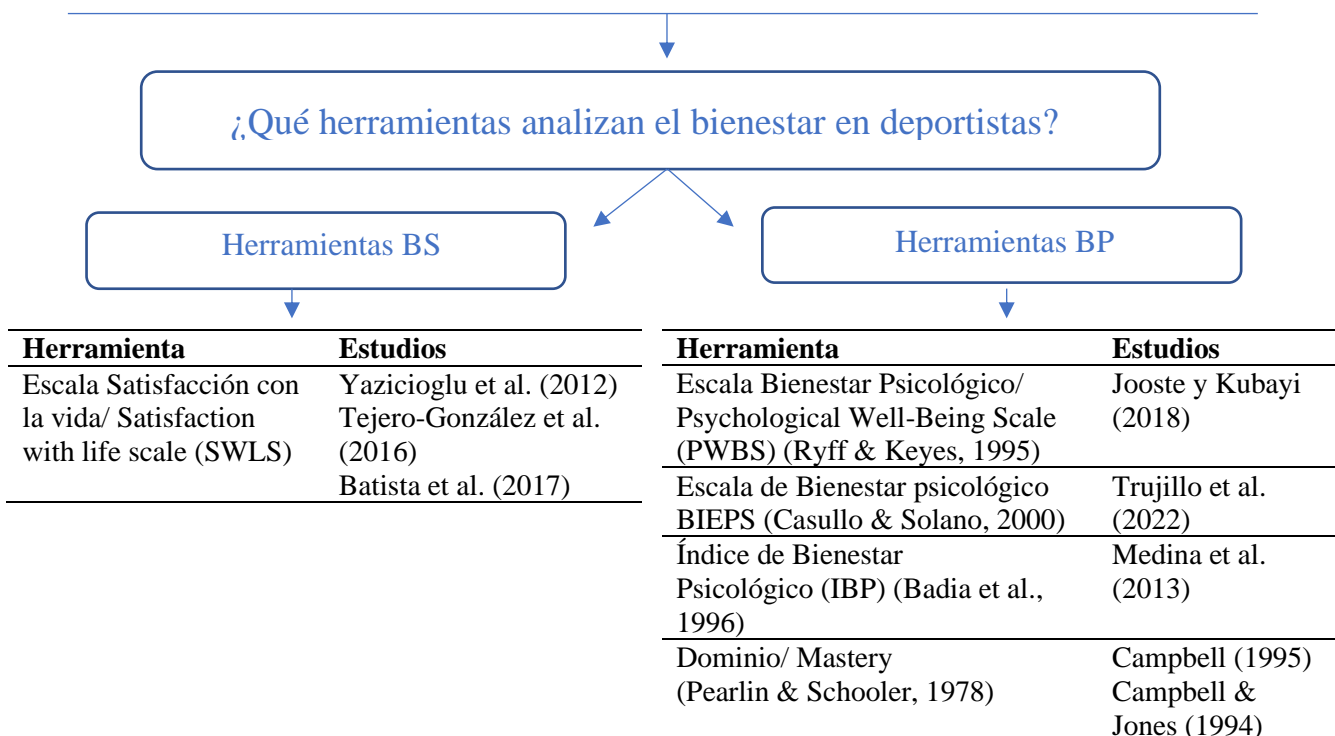 ¿Qué herramientas analizan el bienestar en deportistas?
Herramientas BS
Herramientas BP
Herramienta Estudios
Escala Satisfacción con Yazicioglu et al. (2012)
la vida/ Satisfaction Tejero-González et al.
with life scale (SWLS) (2016)
Batista et al. (2017)
Herramienta Estudios
Escala Bienestar Psicológico/ Jooste y Kubayi
Psychological Well-Being Scale (2018)
(PWBS) (Ryff & Keyes, 1995)
Escala de Bienestar psicológico Trujillo et al.
BIEPS (Casullo & Solano, 2000) (2022)
Índice de Bienestar Medina et al.
Psicológico (IBP) (Badia et al., (2013)
1996)
Dominio/ Mastery Campbell (1995)
(Pearlin & Schooler, 1978) Campbell &
Jones (1994)